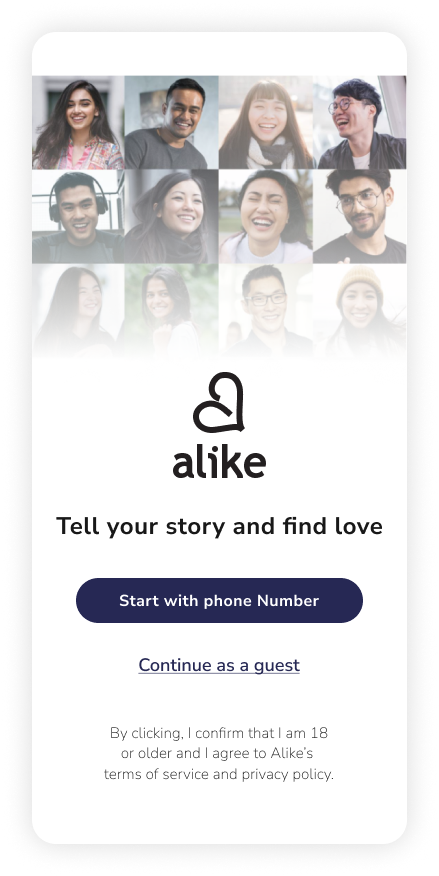 alike
Tell your story and find love
Start with phone Number
Continue as a guest
By clicking, I confirm that I am 18
or older and I agree to Alike’s
terms of service and privacy policy.